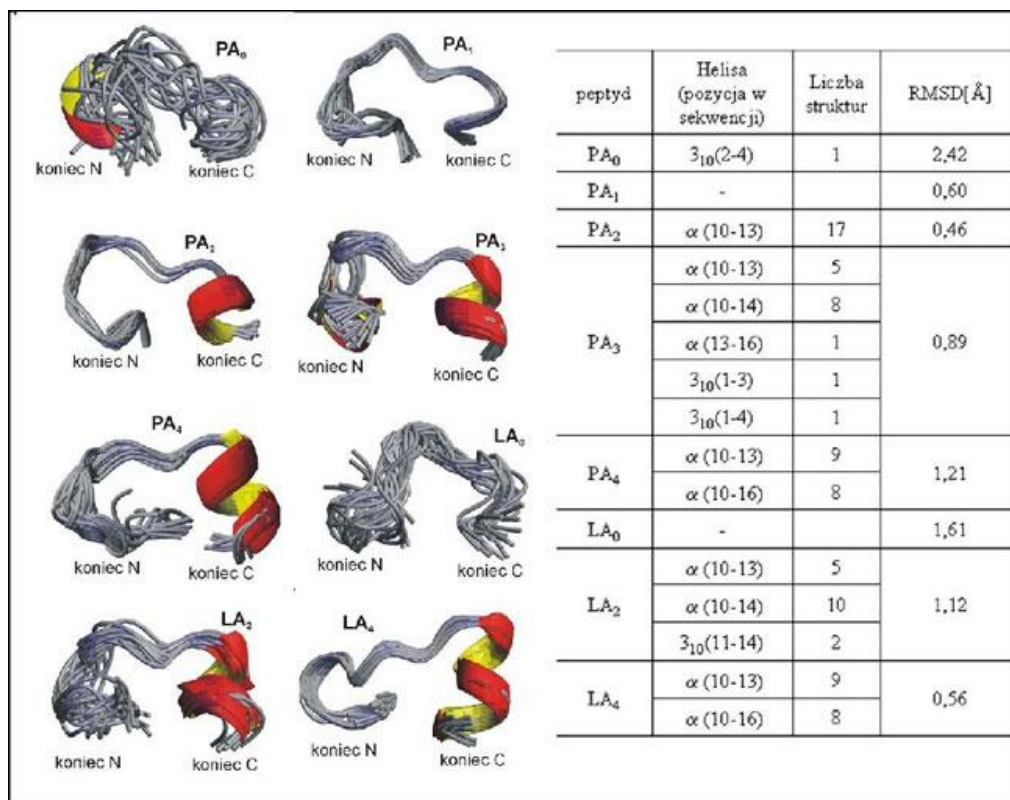 PA₀
PA₁
koniec N
koniec C
koniec N
koniec C
PA₂
PA₃
koniec N
koniec C
koniec N
koniec C
PA₄
LA₀
koniec N
koniec C
koniec N
koniec C
LA₂
LA₄
koniec N
koniec C
koniec N
koniec C
peptyd Helisa (pozycja w sekwencji) Liczba struktur RMSD[Å]
PA₀ 3₁₀(2-4) 1 2,42
PA₁ - 0,60
PA₂ α (10-13) 17 0,46
PA₃ α (10-13) 5 0,89
α (10-14) 8
α (13-16) 1
3₁₀(1-3) 1
3₁₀(1-4) 1
PA₄ α (10-13) 9 1,21
α (10-16) 8
LA₀ - 1,61
LA₂ α (10-13) 5 1,12
α (10-14) 10
3₁₀(11-14) 2
LA₄ α (10-13) 9 0,56
α (10-16) 8